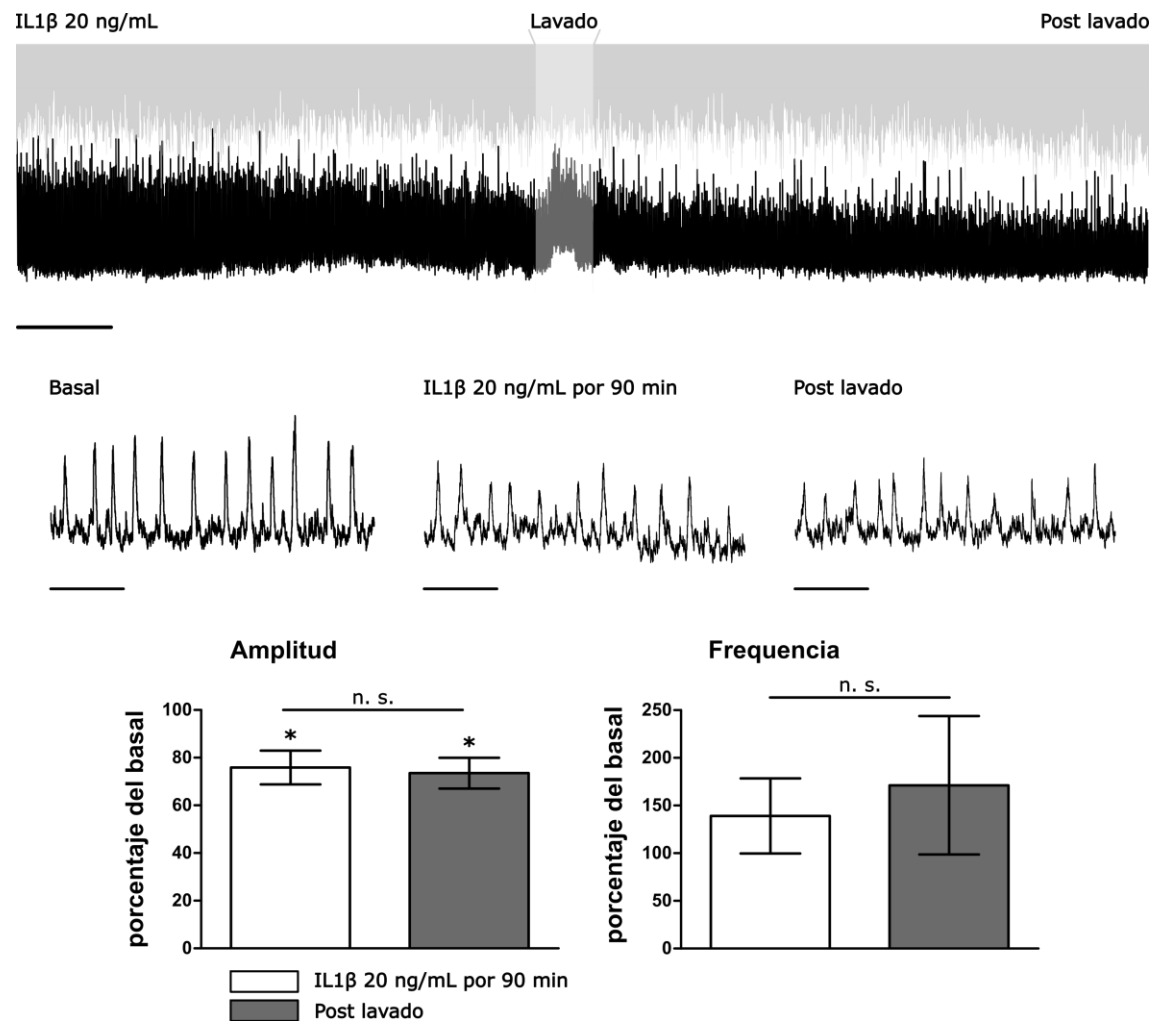 IL1β 20 ng/mL Lavado Post lavado
Basal IL1β 20 ng/mL por 90 min Post lavado
Amplitud Frequencia
n. s. n. s.
porcentaje del basal
100
80
60
40
20
0
* *
porcentaje del basal
250
200
150
100
50
0
IL1β 20 ng/mL por 90 min
Post lavado